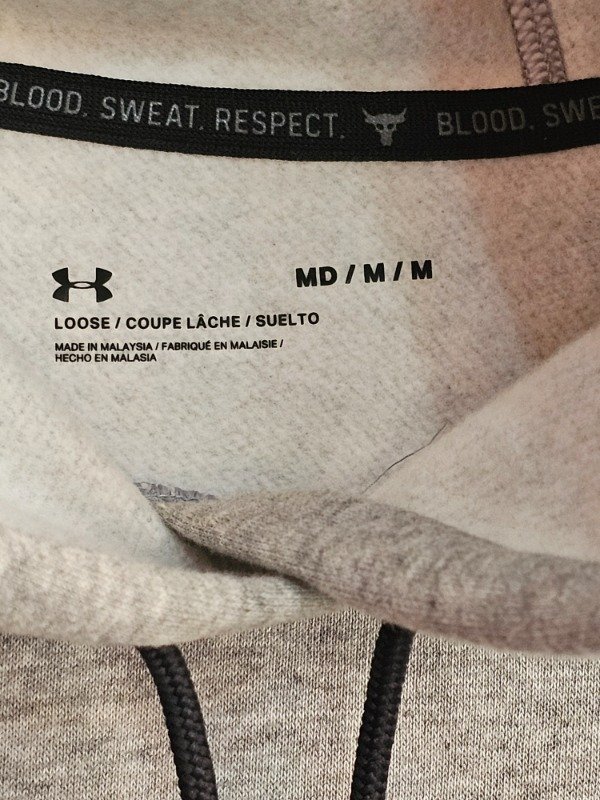 BLOOD. SWEAT. RESPECT. BLOOD. SWE
MD / M / M
LOOSE / COUPE LÂCHE / SUELTO
MADE IN MALAYSIA / FABRIQUÉ EN MALAISIE /
HECHO EN MALASIA